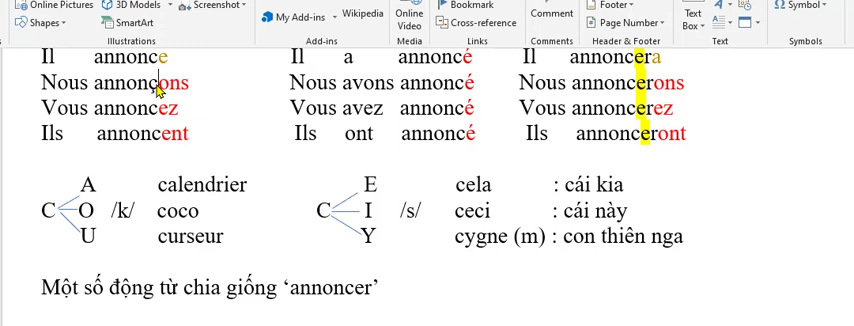 Online Pictures 3D Models Screenshot Bookmark Footer Symbol
Shapes SmartArt My Add-ins Wikipedia Online Video Cross-reference Comment Page Number Text Box
Illustrations Add-ins Media Links Comments Header & Footer Text Symbols
Il annonce Il a annoncé Il annoncera
Nous annonçons Nous avons annoncé Nous annoncerons
Vous annoncez Vous avez annoncé Vous annoncerez
Ils annoncent Ils ont annoncé Ils annonceront
A calendrier E cela : cái kia
C O /k/ coco C I /s/ ceci : cái này
U curseur Y cygne (m) : con thiên nga
Một số động từ chia giống ‘annoncer’